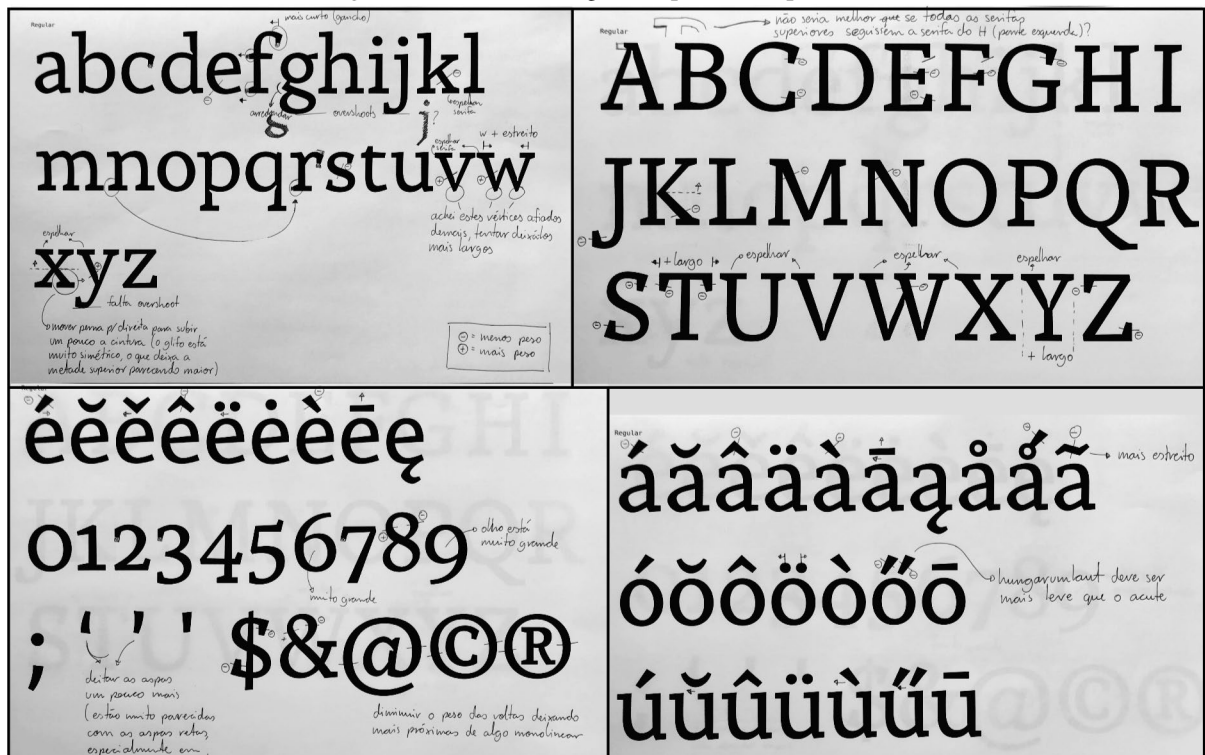 Regular
mais curto (gancho)
abcdefghijkl
arredondar
overshoots
g
j ?
espelhar
serifa
mnopqrstuvw
espelhar
serifa
w + estreito
achei estes vértices afiados
demais, tentar deixá-los
mais largos
espelhar
xyz
falta overshoot
mover perna p/ direita para subir
um pouco a cintura (o glifo está
muito simétrico, o que deixa a
metade superior parecendo maior)
⊖ = menos peso
⊕ = mais peso
Regular
não seria melhor que se todas as serifas
superiores seguissem a serifa do H (parte esquerda)?
ABCDEFGHI
JKLMNOPQR
+ largo
espelhar
espelhar
espelhar
STUVWXYZ
+ largo
Regular
éĕěêëėèēę
0123456789
olho está
muito grande
muito grande
; ‘ ’ ' $&@©®
deitar as aspas
um pouco mais
(estão muito parecidas
com as aspas retas,
especialmente em
diminuir o peso das voltas deixando
mais próximas de algo monolinear
Regular
áăâäàāąåǻã
mais estreito
óŏôöòőō
hungarumlaut deve ser
mais leve que o acute
úŭûüùűū